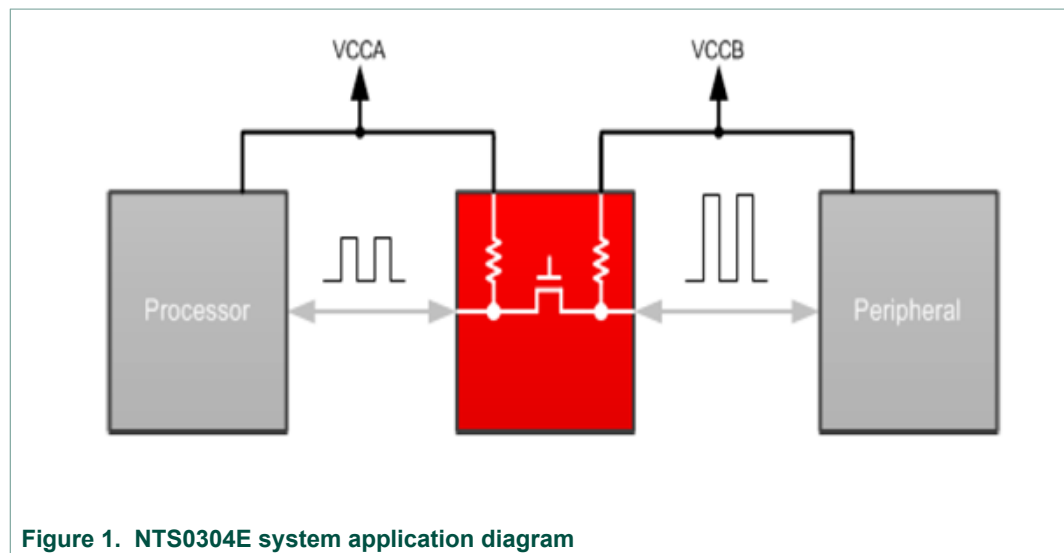 VCCA
VCCB
Processor
Peripheral
Figure 1. NTS0304E system application diagram